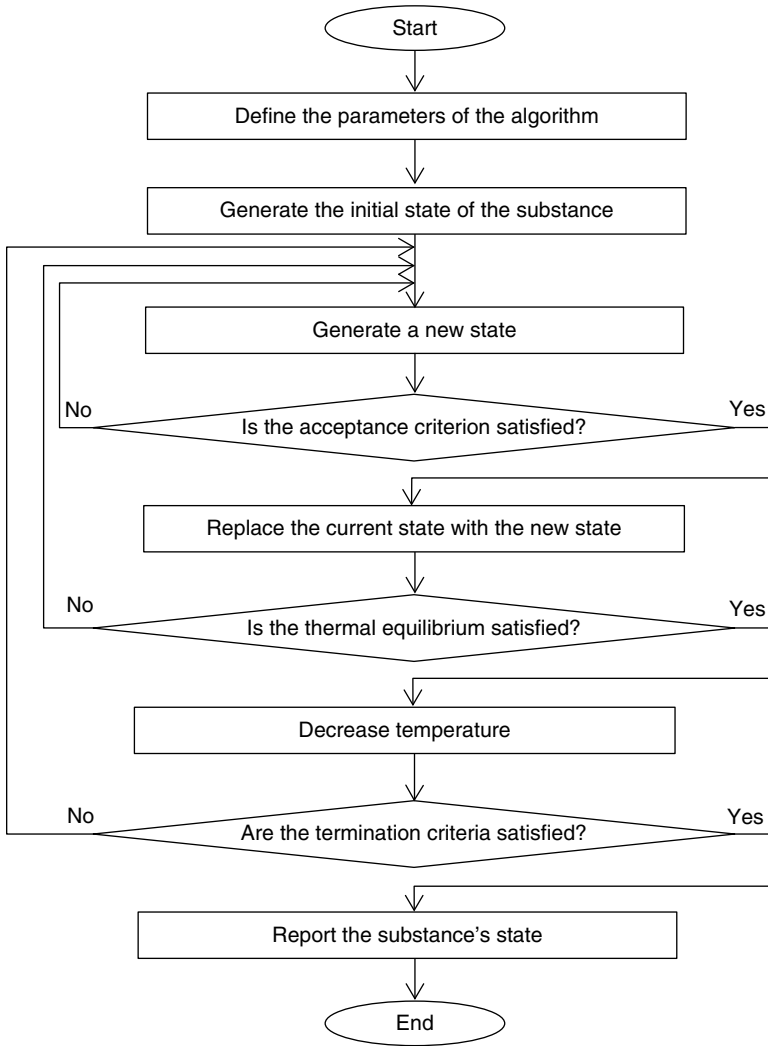 Start
Define the parameters of the algorithm
Generate the initial state of the substance
Generate a new state
No
Yes
Is the acceptance criterion satisfied?
Replace the current state with the new state
No
Yes
Is the thermal equilibrium satisfied?
Decrease temperature
No
Yes
Are the termination criteria satisfied?
Report the substance's state
End